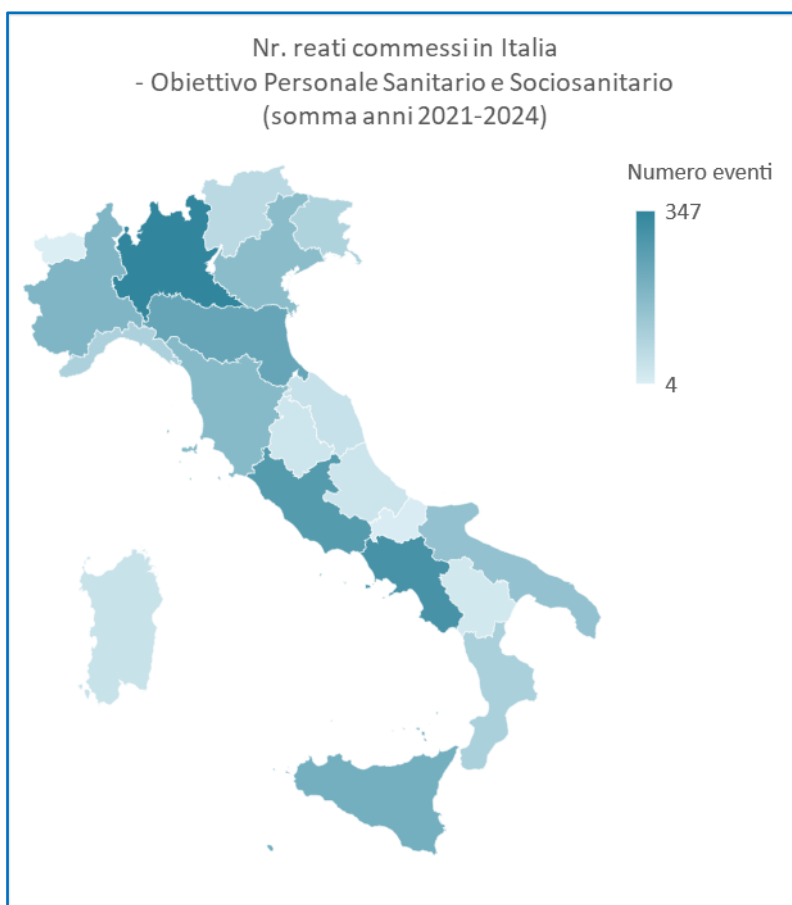 Nr. reati commessi in Italia
- Obiettivo Personale Sanitario e Sociosanitario
(somma anni 2021-2024)
Numero eventi
347
4